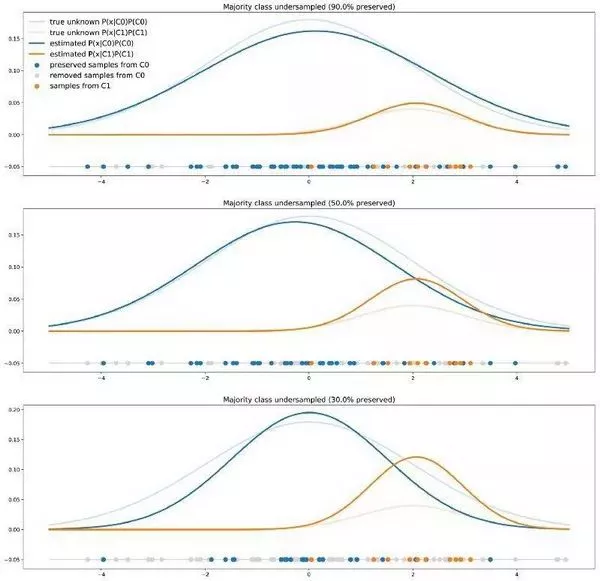 Majority class undersampled (90.0% preserved)
true unknown P(x|C0)P(C0)
true unknown P(x|C1)P(C1)
estimated P(x|C0)P(C0)
estimated P(x|C1)P(C1)
preserved samples from C0
removed samples from C0
samples from C1
0.15
0.10
0.05
0.00
−0.05
−4 −2 0 2 4
Majority class undersampled (50.0% preserved)
0.15
0.10
0.05
0.00
−0.05
−4 −2 0 2 4
Majority class undersampled (30.0% preserved)
0.20
0.15
0.10
0.05
0.00
−0.05
−4 −2 0 2 4